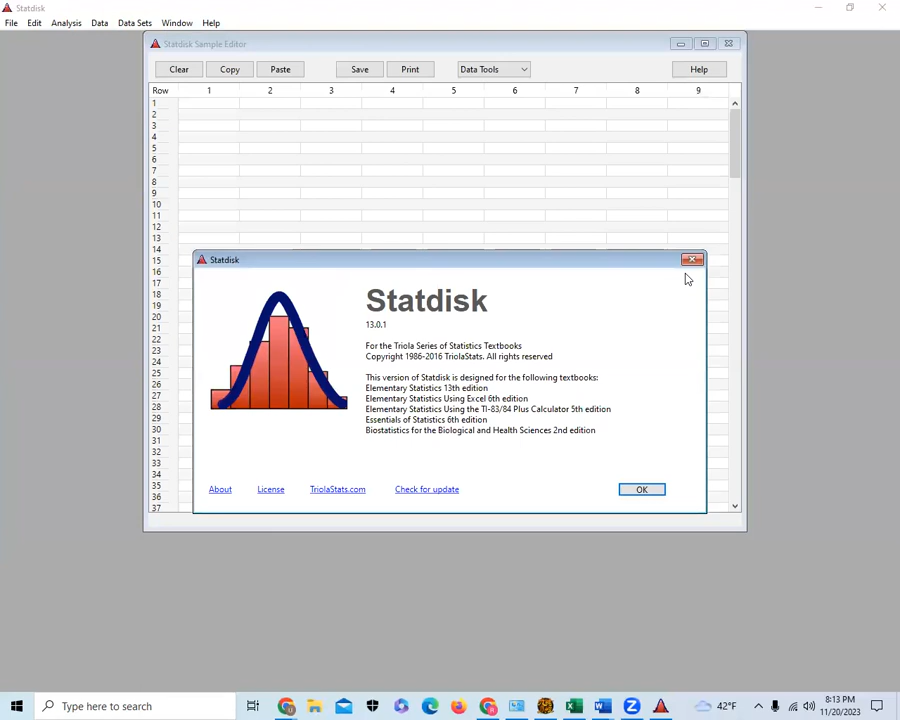 Statdisk
File Edit Analysis Data Data Sets Window Help
Statdisk Sample Editor
Clear Copy Paste Save Print Data Tools Help
Row 1 2 3 4 5 6 7 8 9
1
2
3
4
5
6
7
8
9
10
11
12
13
14
15
16
17
18
19
20
21
22
23
24
25
26
27
28
29
30
31
32
33
34
35
36
37
Statdisk
Statdisk
13.0.1
For the Triola Series of Statistics Textbooks
Copyright 1986-2016 TriolaStats. All rights reserved
This version of Statdisk is designed for the following textbooks:
Elementary Statistics 13th edition
Elementary Statistics Using Excel 6th edition
Elementary Statistics Using the TI-83/84 Plus Calculator 5th edition
Essentials of Statistics 6th edition
Biostatistics for the Biological and Health Sciences 2nd edition
About License TriolaStats.com Check for update OK
Type here to search
42°F
8:13 PM
11/20/2023